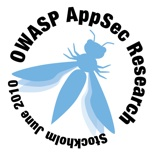 OWASP AppSec Research
Stockholm June 2010